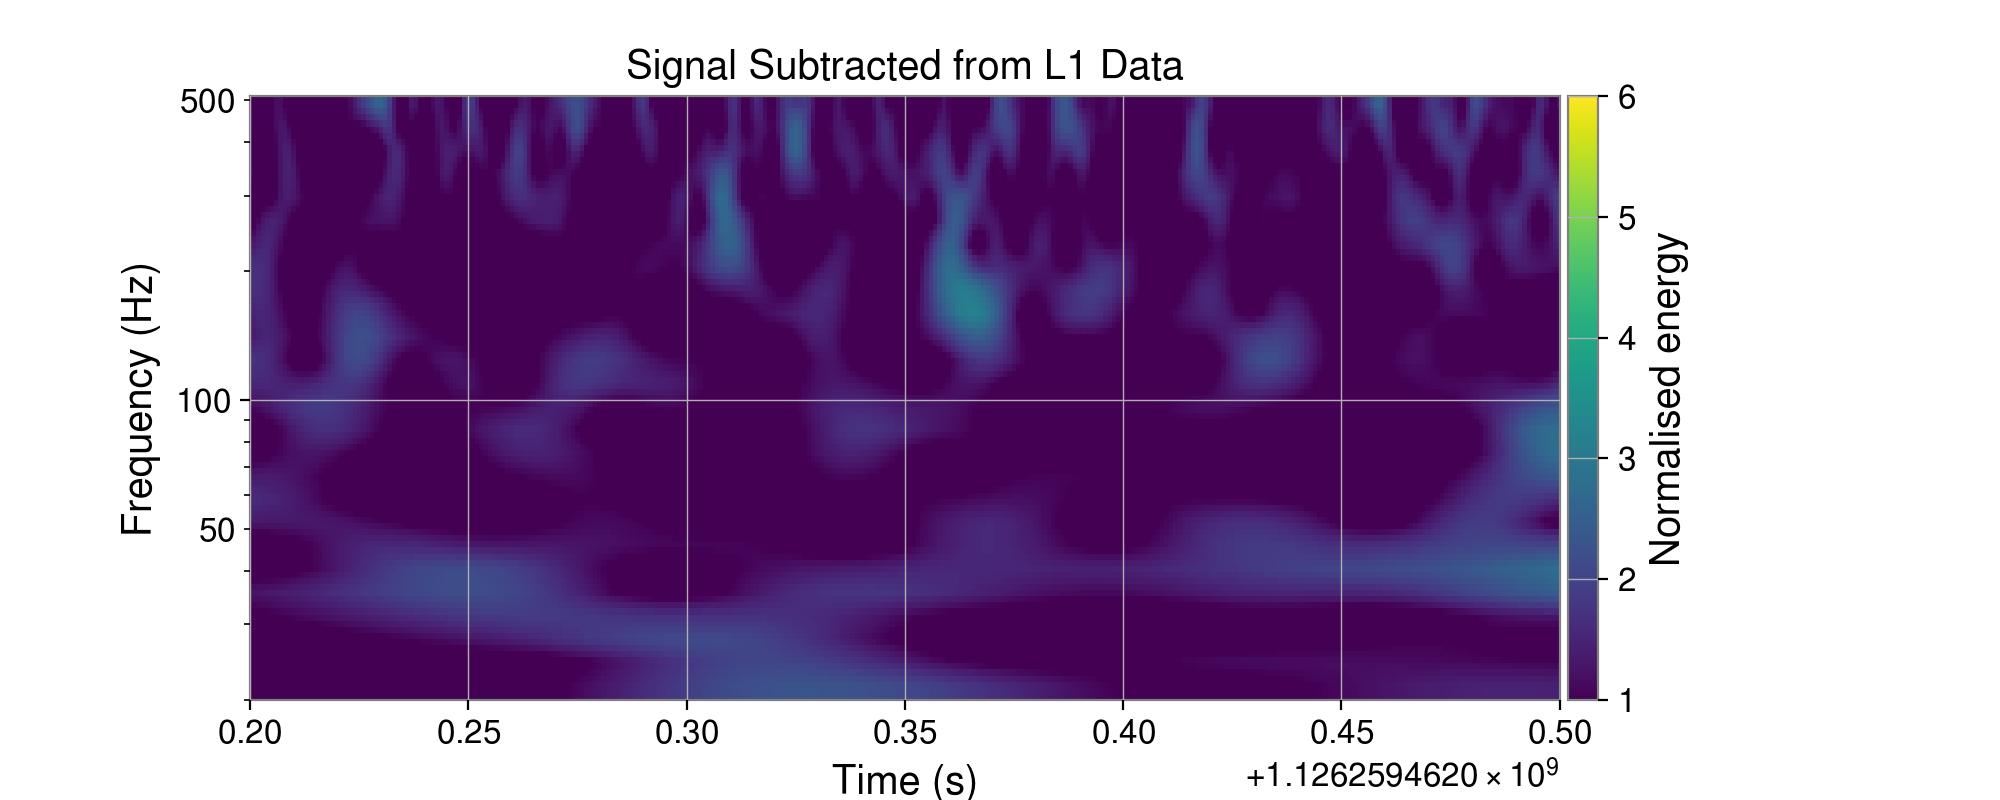 Signal Subtracted from L1 Data
Frequency (Hz)
500
100
50
0.20 0.25 0.30 0.35 0.40 0.45 0.50
Time (s)
+1.1262594620 × 10⁹
6
5
4
3
2
1
Normalised energy